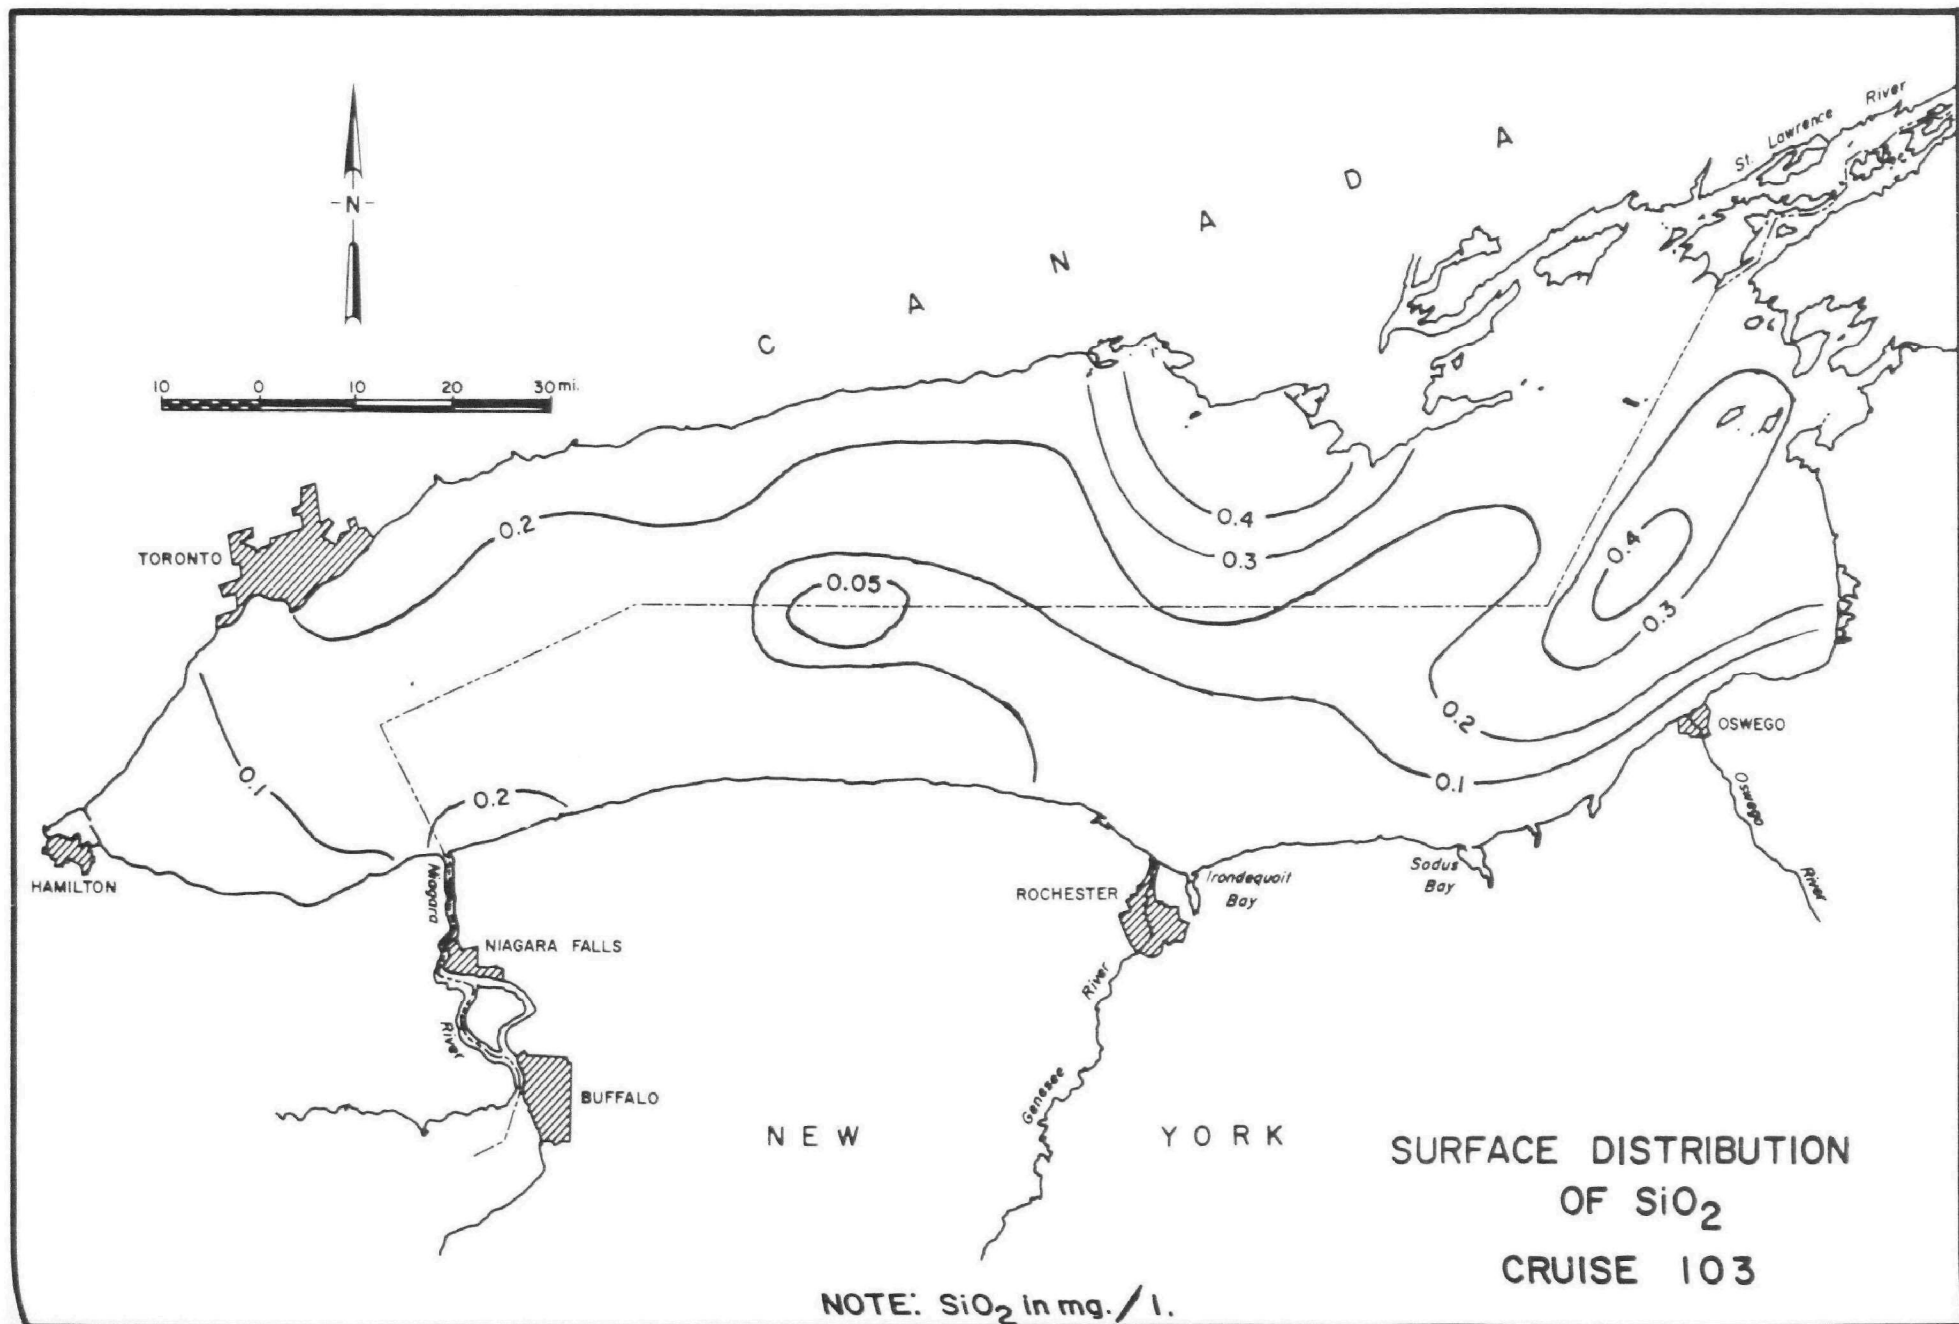 St. Lawrence River
C A N A D A
N
10 0 10 20 30 mi.
TORONTO
0.2
0.4
0.3
0.05
0.4
0.3
0.2
0.1
0.1
0.2
OSWEGO
Oswego River
HAMILTON
Niagara River
NIAGARA FALLS
BUFFALO
ROCHESTER
Irondequoit
Bay
Sodus
Bay
Genesee River
NEW YORK
SURFACE DISTRIBUTION
OF SiO2
CRUISE 103
NOTE: SiO2 in mg./l.